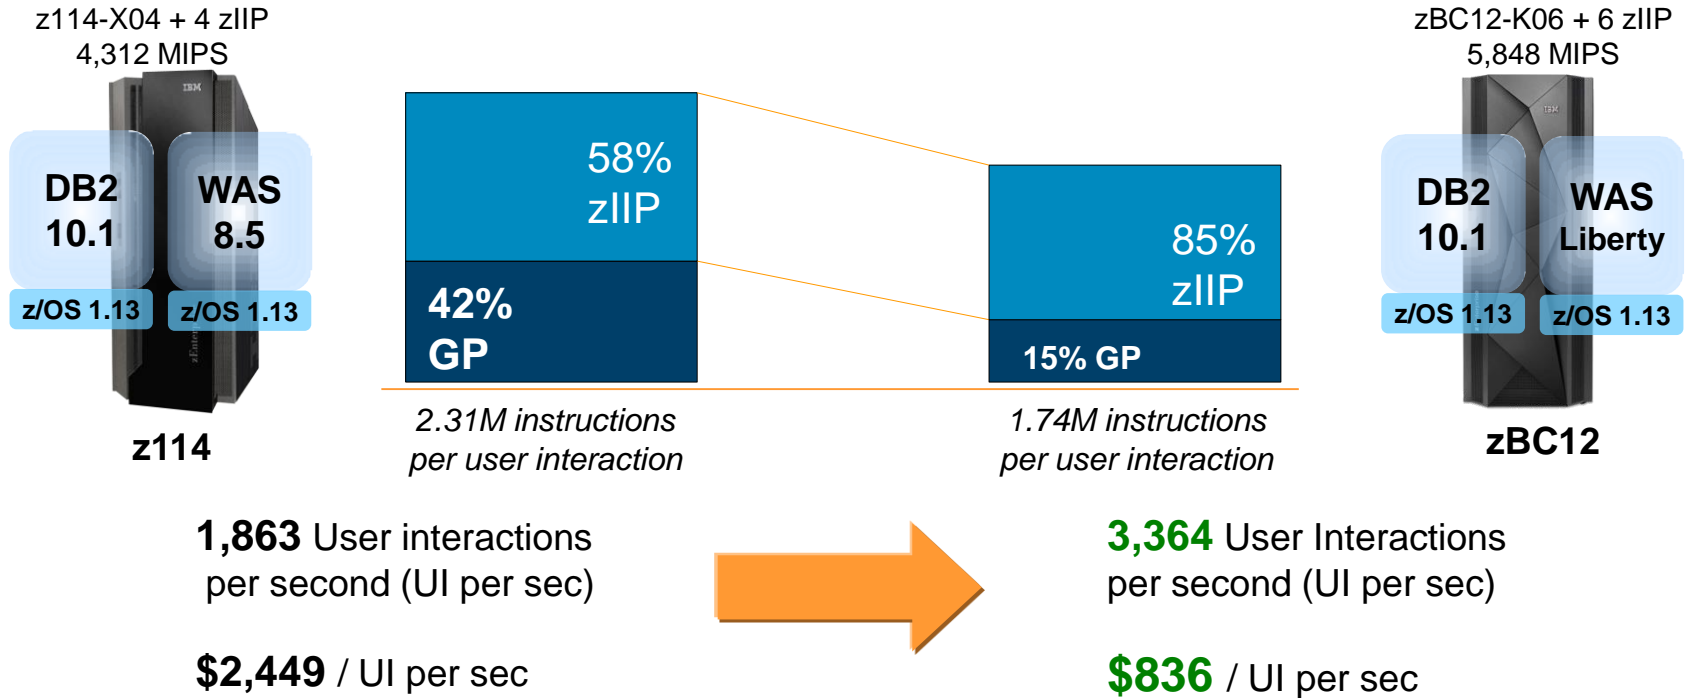 z114-X04 + 4 zIIP
4,312 MIPS
IBM
DB2
10.1
WAS
8.5
z/OS 1.13
z/OS 1.13
z114
58%
zIIP
42%
GP
2.31M instructions
per user interaction
85%
zIIP
15% GP
1.74M instructions
per user interaction
zBC12-K06 + 6 zIIP
5,848 MIPS
IBM
DB2
10.1
WAS
Liberty
z/OS 1.13
z/OS 1.13
zBC12
1,863 User interactions
per second (UI per sec)
$2,449 / UI per sec
3,364 User Interactions
per second (UI per sec)
$836 / UI per sec